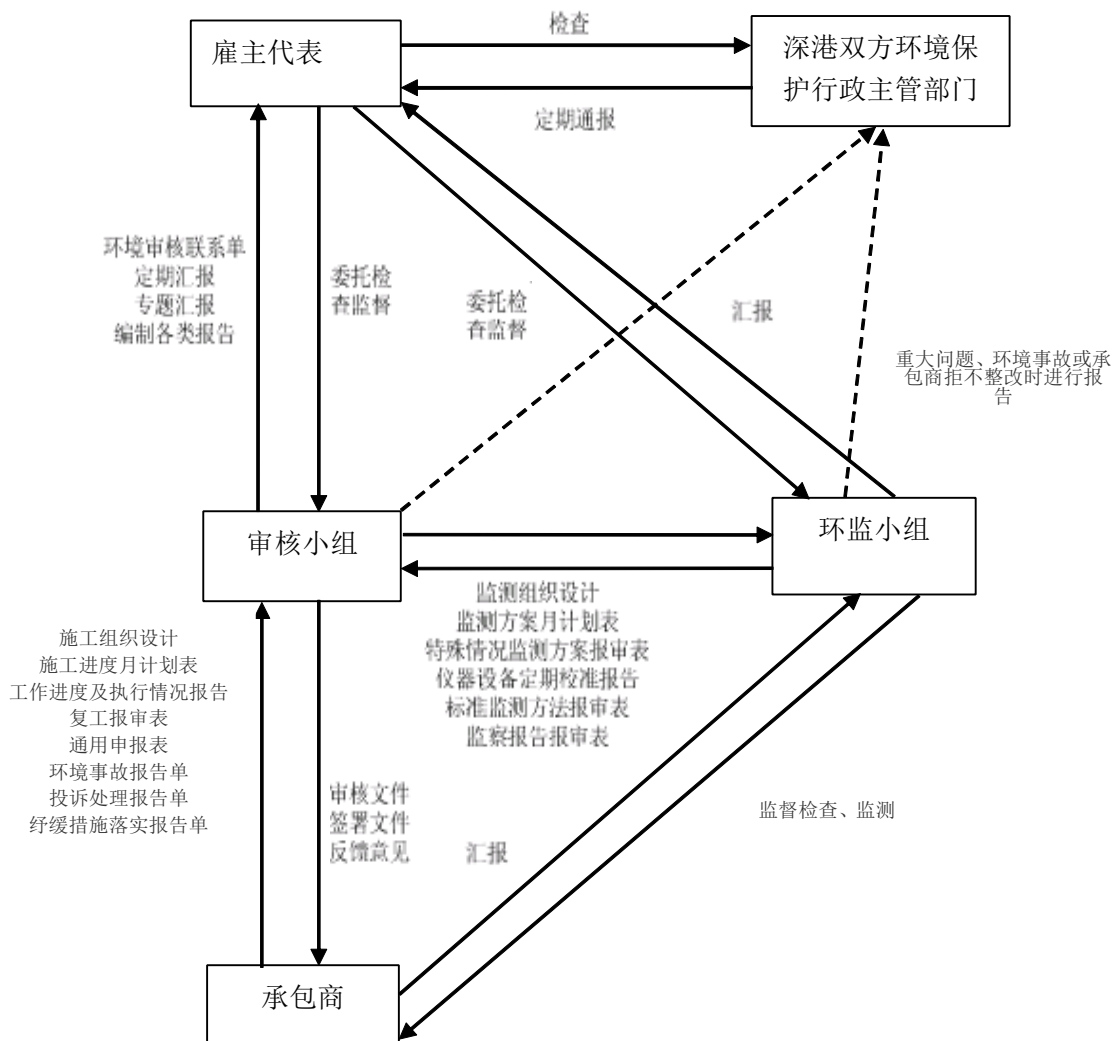 检查
雇主代表
深港双方环境保
护行政主管部门
定期通报
环境审核联系单
定期汇报
专题汇报
编制各类报告
委托检
查监督
委托检
查监督
汇报
重大问题、环境事故或承
包商拒不整改时进行报
告
审核小组
环监小组
监测组织设计
监测方案月计划表
特殊情况监测方案报审表
仪器设备定期校准报告
标准监测方法报审表
监察报告报审表
施工组织设计
施工进度月计划表
工作进度及执行情况报告
复工报审表
通用申报表
环境事故报告单
投诉处理报告单
纾缓措施落实报告单
审核文件
签署文件
反馈意见
汇报
监督检查、监测
承包商